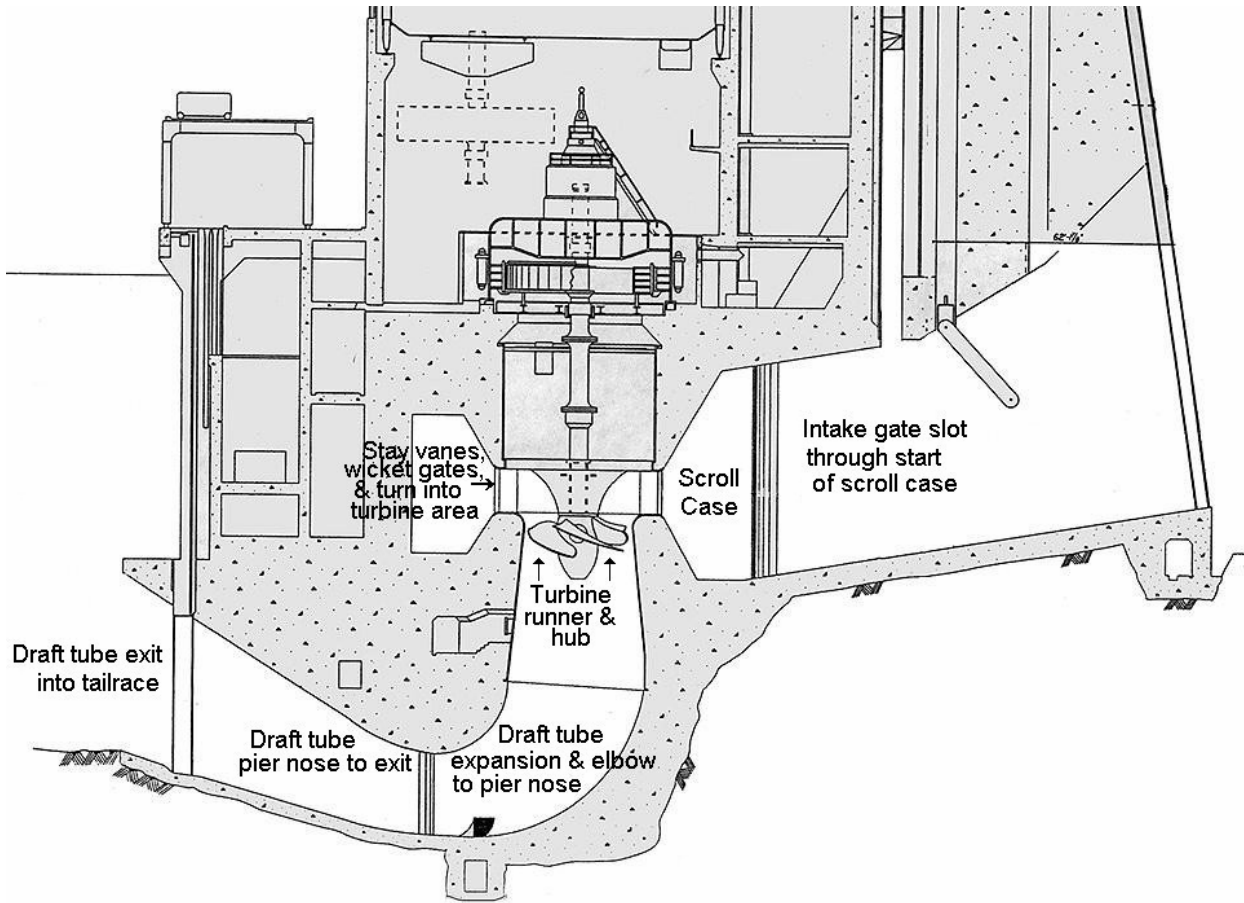 Stay vanes,
wicket gates,
& turn into
turbine area
Scroll
Case
Intake gate slot
through start
of scroll case
Turbine
runner &
hub
Draft tube exit
into tailrace
Draft tube
pier nose to exit
Draft tube
expansion & elbow
to pier nose